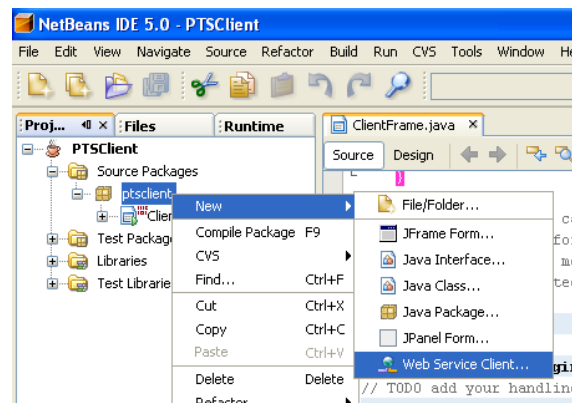 NetBeans IDE 5.0 - PTSClient
File Edit View Navigate Source Refactor Build Run CVS Tools Window
Proj... Files Runtime ClientFrame.java
PTSClient
Source Design
Source Packages
ptsclient
New File/Folder...
Compile Package F9 JFrame Form...
Test Packag
CVS Java Interface...
Libraries
Find... Ctrl+F Java Class...
Test Librarie
Cut Ctrl+X Java Package...
Copy Ctrl+C JPanel Form...
Paste Ctrl+V Web Service Client...
Delete Delete // TODO add your handling
Refactor